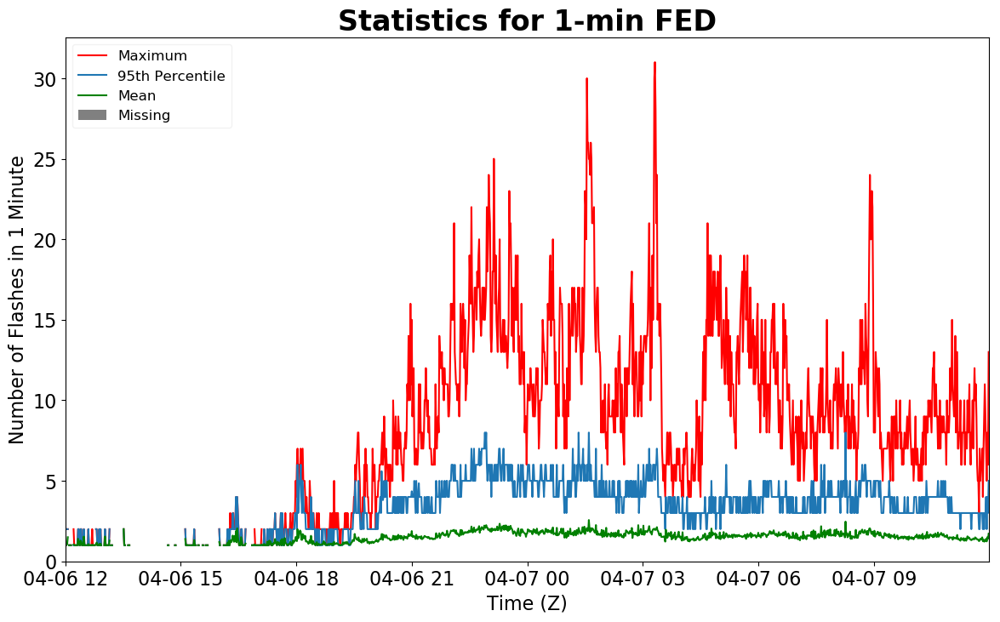 Statistics for 1-min FED
Maximum
95th Percentile
Mean
Missing
Number of Flashes in 1 Minute
30
25
20
15
10
5
0
04-06 12
04-06 15
04-06 18
04-06 21
04-07 00
04-07 03
04-07 06
04-07 09
Time (Z)